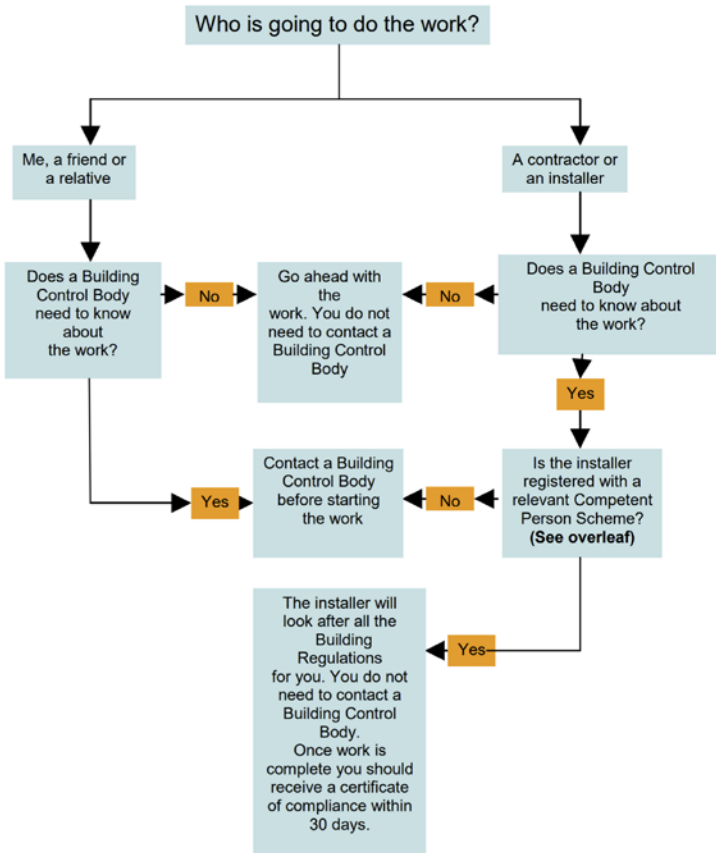 Who is going to do the work?
Me, a friend or
a relative
A contractor or
an installer
Does a Building
Control Body
need to know
about
the work?
No
Go ahead with
the
work. You do not
need to contact a
Building Control
Body
No
Does a Building Control
Body
need to know about
the work?
Yes
Yes
Contact a Building
Control Body
before starting
the work
No
Is the installer
registered with a
relevant Competent
Person Scheme?
(See overleaf)
The installer will
look after all the
Building
Regulations
for you. You do not
need to contact a
Building Control
Body.
Once work is
complete you should
receive a certificate
of compliance within
30 days.
Yes